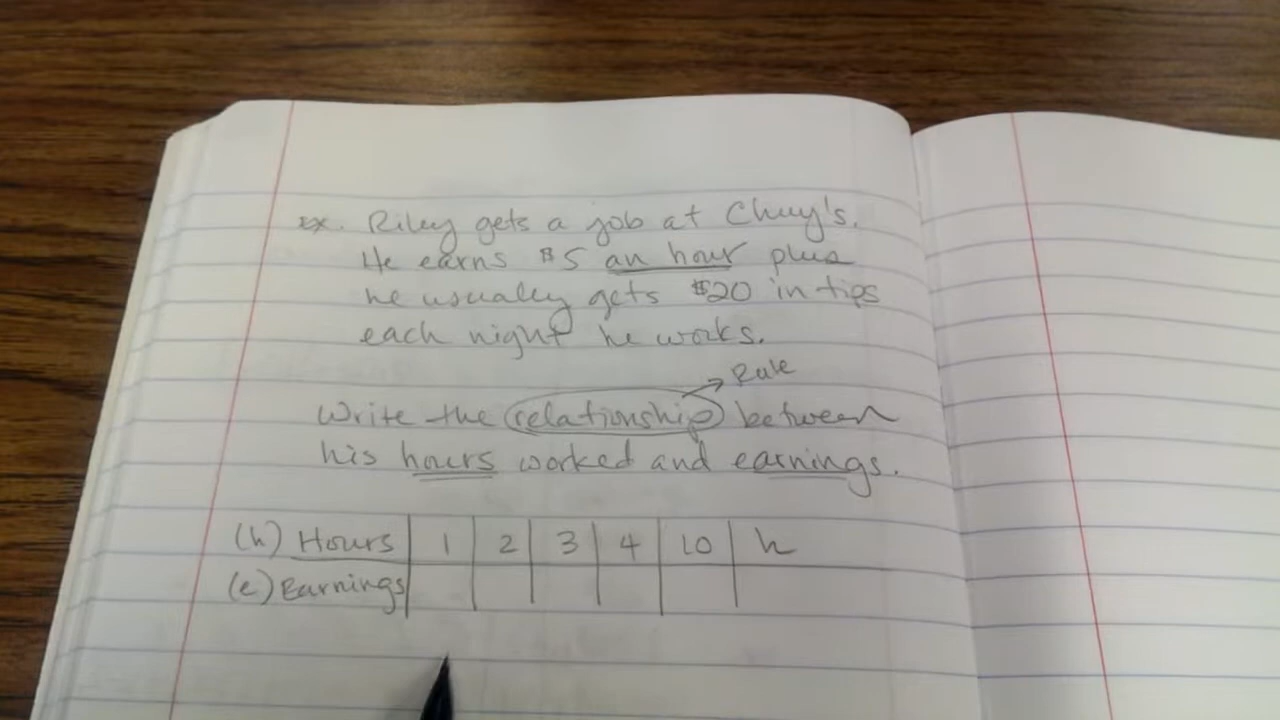 Ex. Riley gets a job at Chuy's.
He earns $5 an hour plus
he usually gets $20 in tips
each night he works.
Rule
Write the relationship between
his hours worked and earnings.
(h) Hours 1 2 3 4 10 h
(e) Earnings